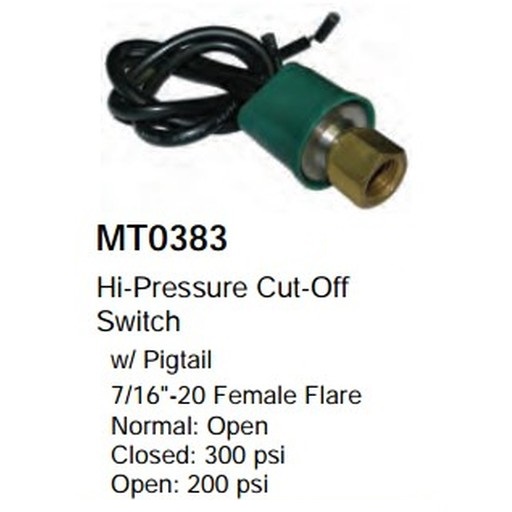 MT0383
Hi-Pressure Cut-Off
Switch
w/ Pigtail
7/16"-20 Female Flare
Normal: Open
Closed: 300 psi
Open: 200 psi